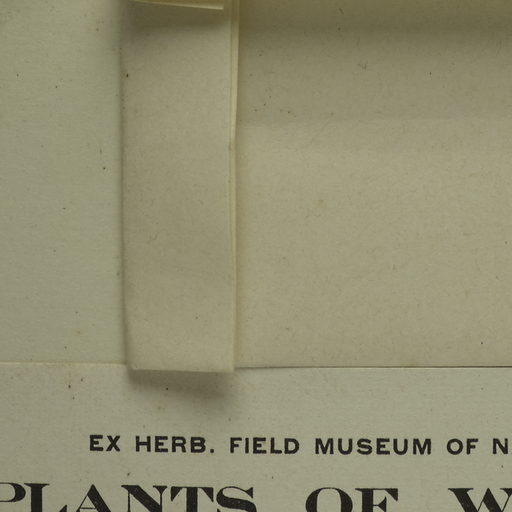 EX HERB. FIELD MUSEUM OF N
PLANTS OF W